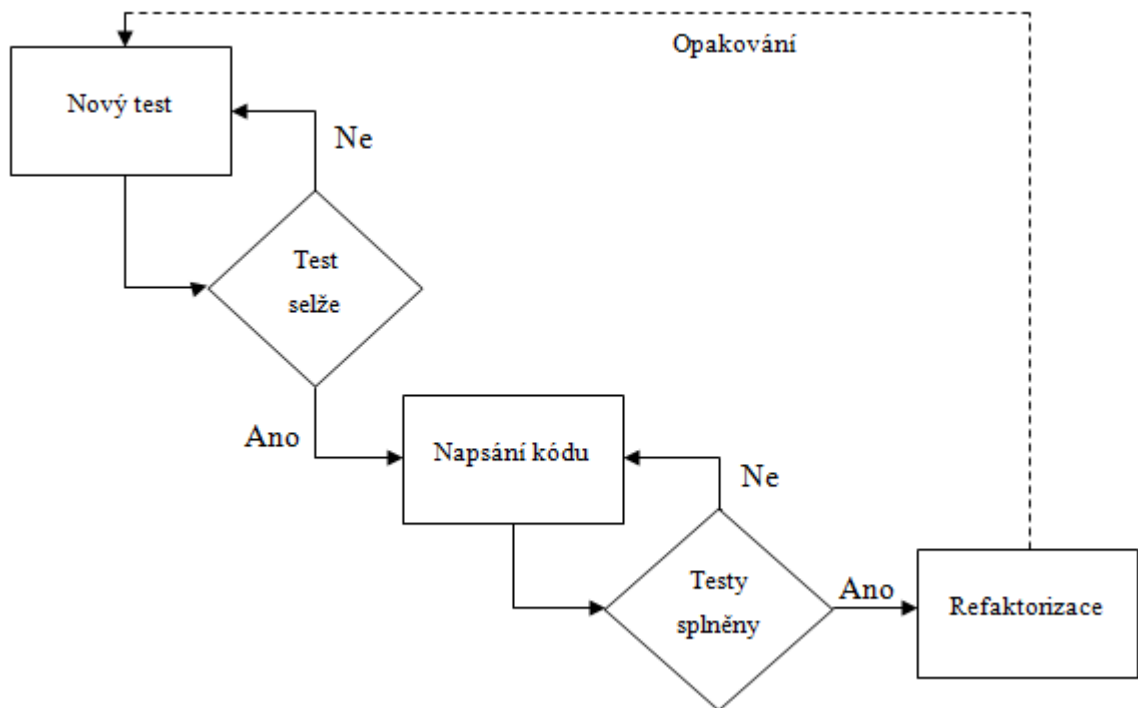 Opakování
Nový test
Ne
Test
selže
Ano
Napsání kódu
Ne
Testy
splněny
Ano
Refaktorizace